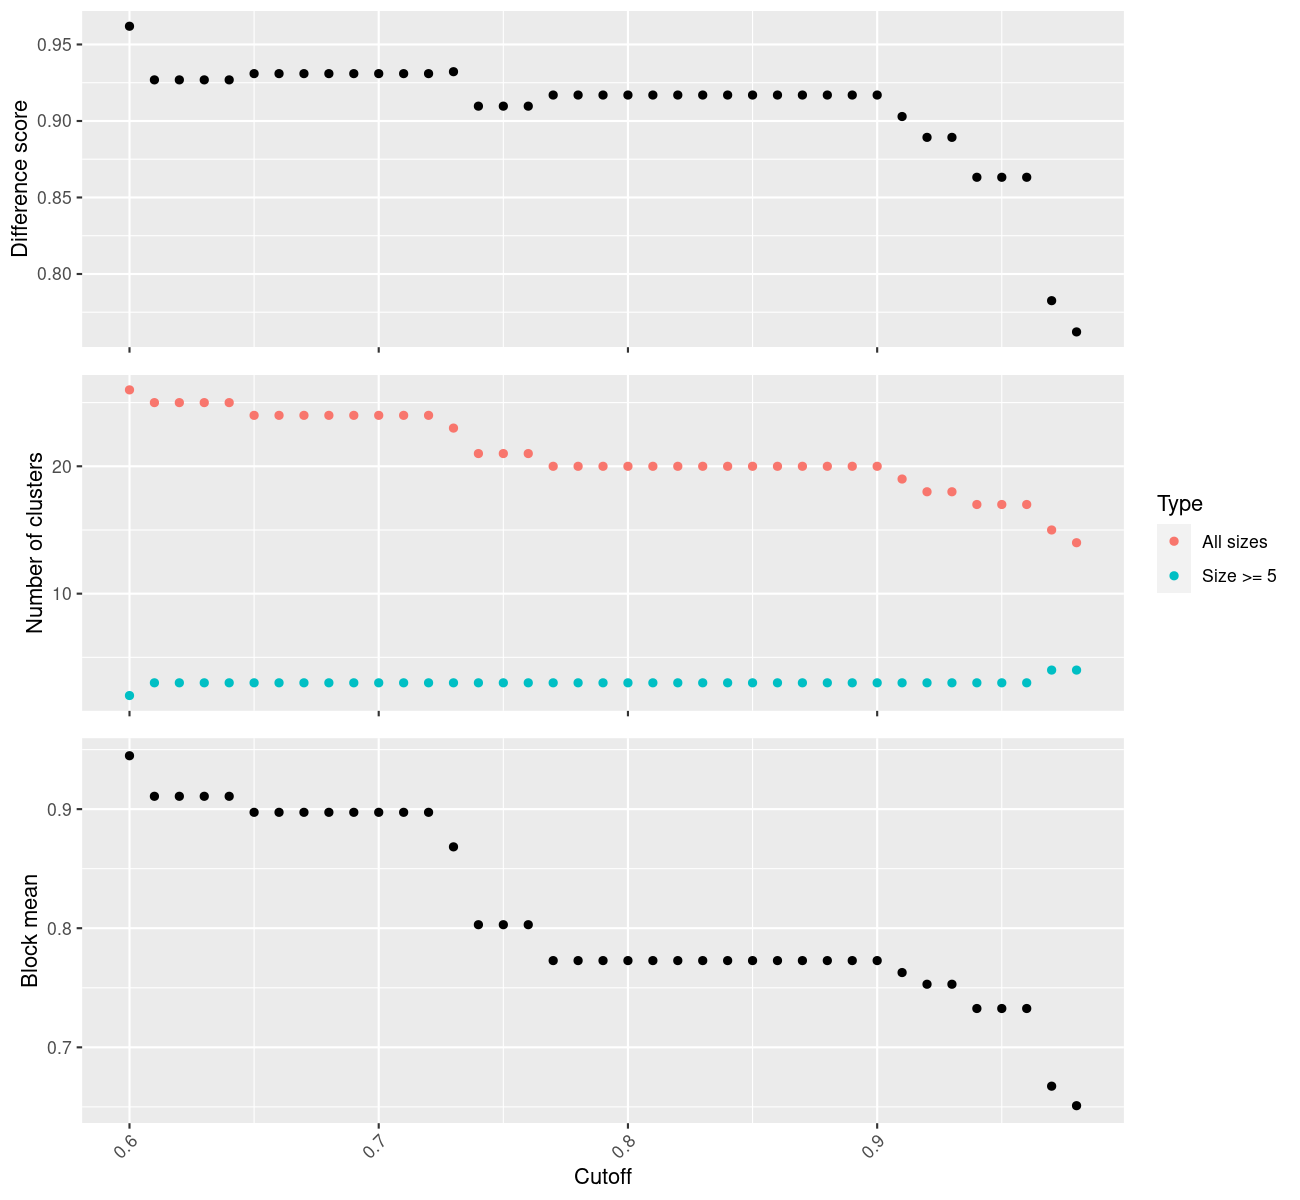 Difference score
0.95
0.90
0.85
0.80
Number of clusters
20
10
Type
All sizes
Size >= 5
Block mean
0.9
0.8
0.7
0.6
0.7
0.8
0.9
Cutoff